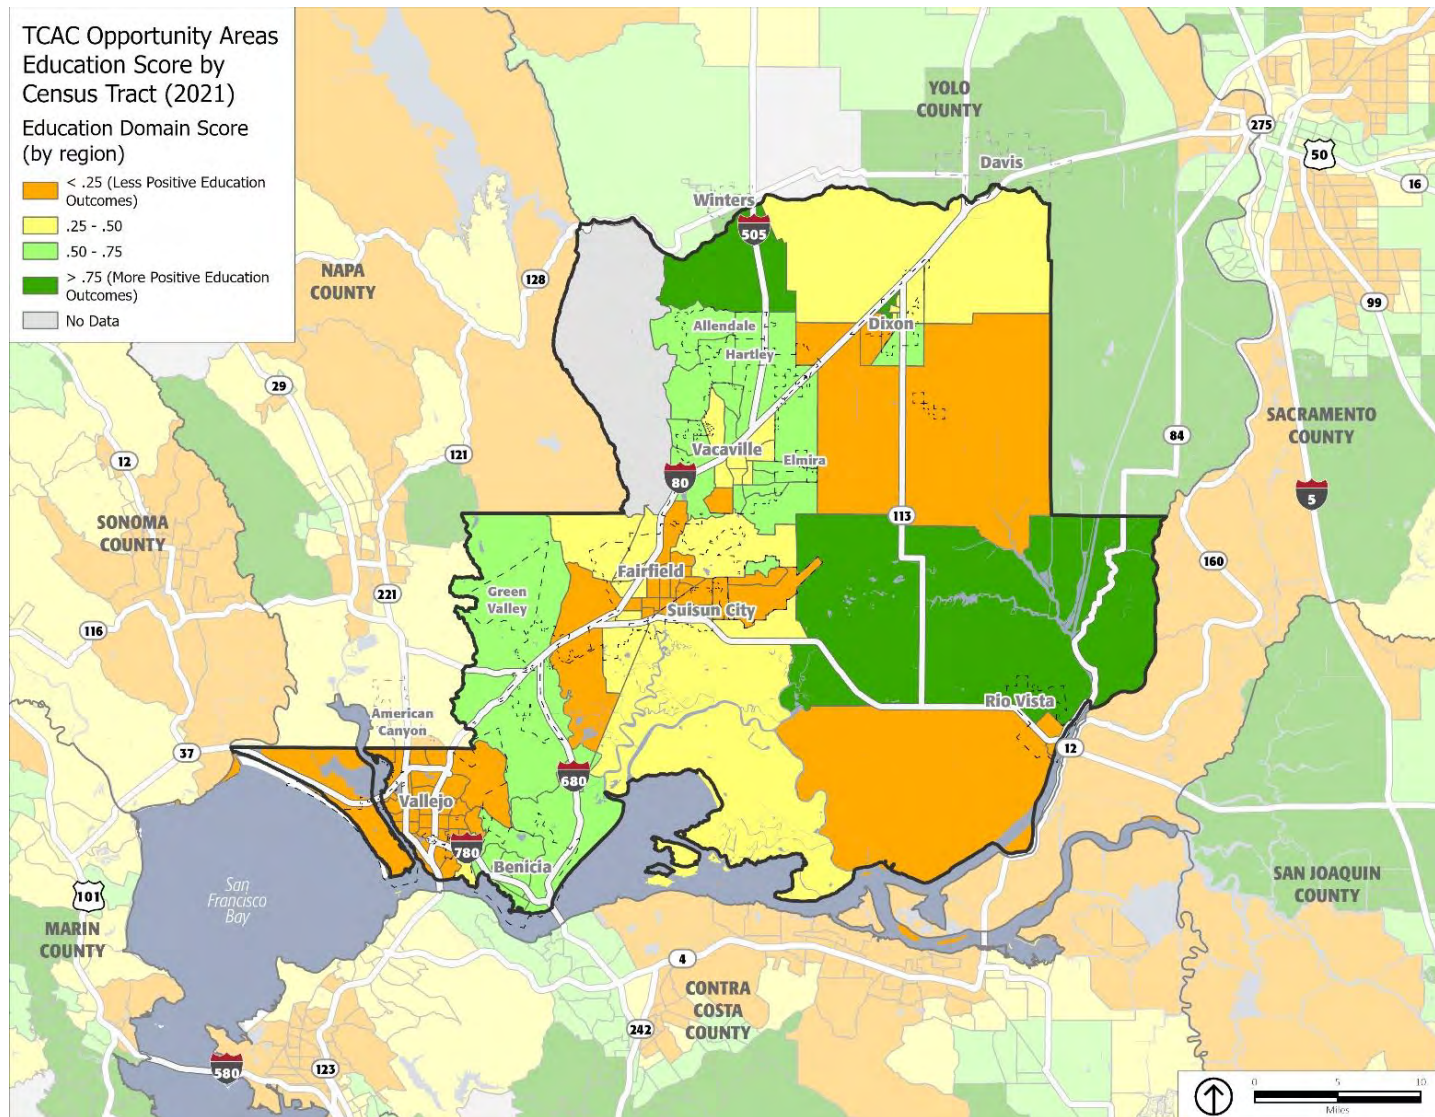 TCAC Opportunity Areas
Education Score by
Census Tract (2021)
Education Domain Score
(by region)
< .25 (Less Positive Education
Outcomes)
.25 - .50
.50 - .75
> .75 (More Positive Education
Outcomes)
No Data
YOLO
COUNTY
275
50
Davis
16
Winters
505
NAPA
COUNTY
128
99
Allendale
Dixon
Hartley
29
SACRAMENTO
COUNTY
84
121
12
Vacaville
Elmira
80
5
SONOMA
COUNTY
113
160
Fairfield
Green
Valley
221
Suisun City
116
Rio Vista
American
Canyon
37
12
680
Vallejo
780
Benicia
San
Francisco
Bay
101
MARIN
COUNTY
SAN JOAQUIN
COUNTY
4
CONTRA
COSTA
COUNTY
242
580
123
0 5 10
Miles